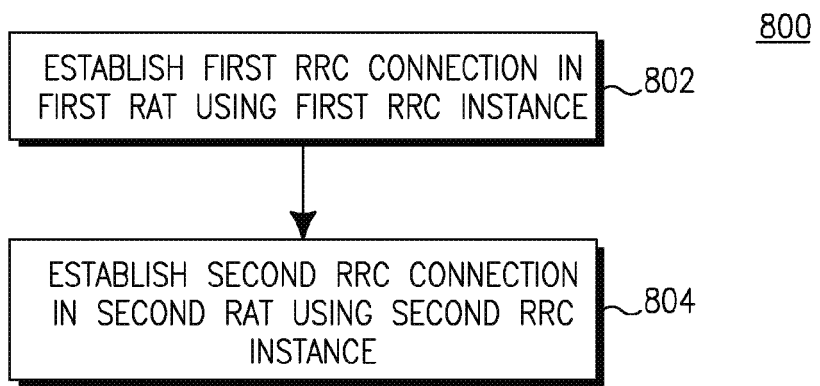 800
ESTABLISH FIRST RRC CONNECTION IN
FIRST RAT USING FIRST RRC INSTANCE
802
ESTABLISH SECOND RRC CONNECTION
IN SECOND RAT USING SECOND RRC
INSTANCE
804